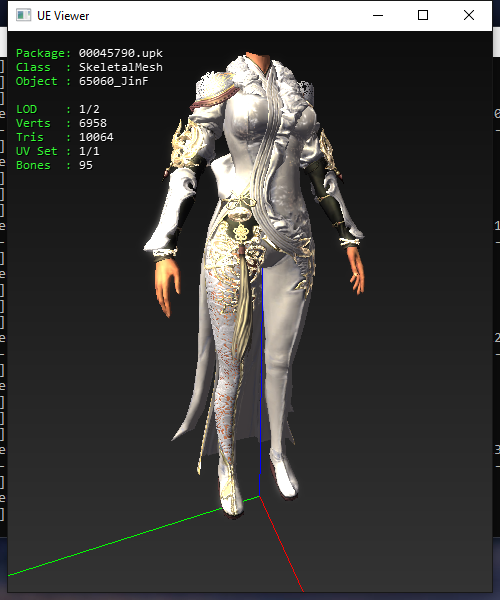 UE Viewer
Package: 00045790.upk
Class : SkeletalMesh
Object : 65060_JinF
LOD : 1/2
Verts : 6958
Tris : 10064
UV Set : 1/1
Bones : 95